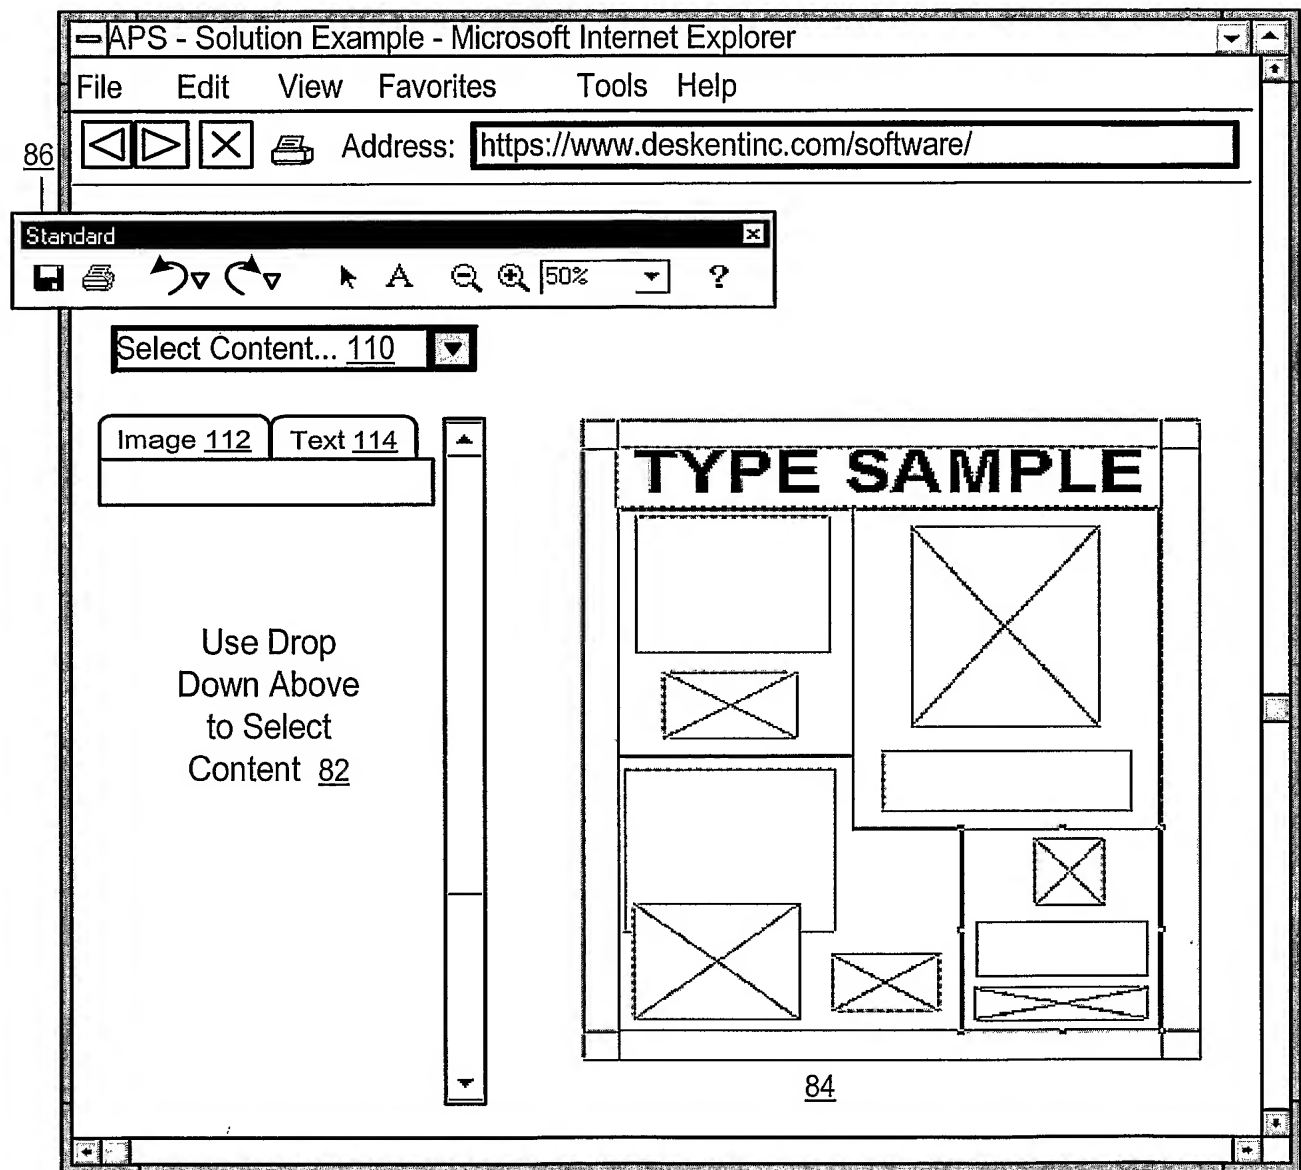 APS - Solution Example - Microsoft Internet Explorer
File Edit View Favorites Tools Help
Address: https://www.deskentinc.com/software/
86
Standard
A 50% ?
Select Content... 110
Image 112 Text 114
TYPE SAMPLE
Use Drop
Down Above
to Select
Content 82
84